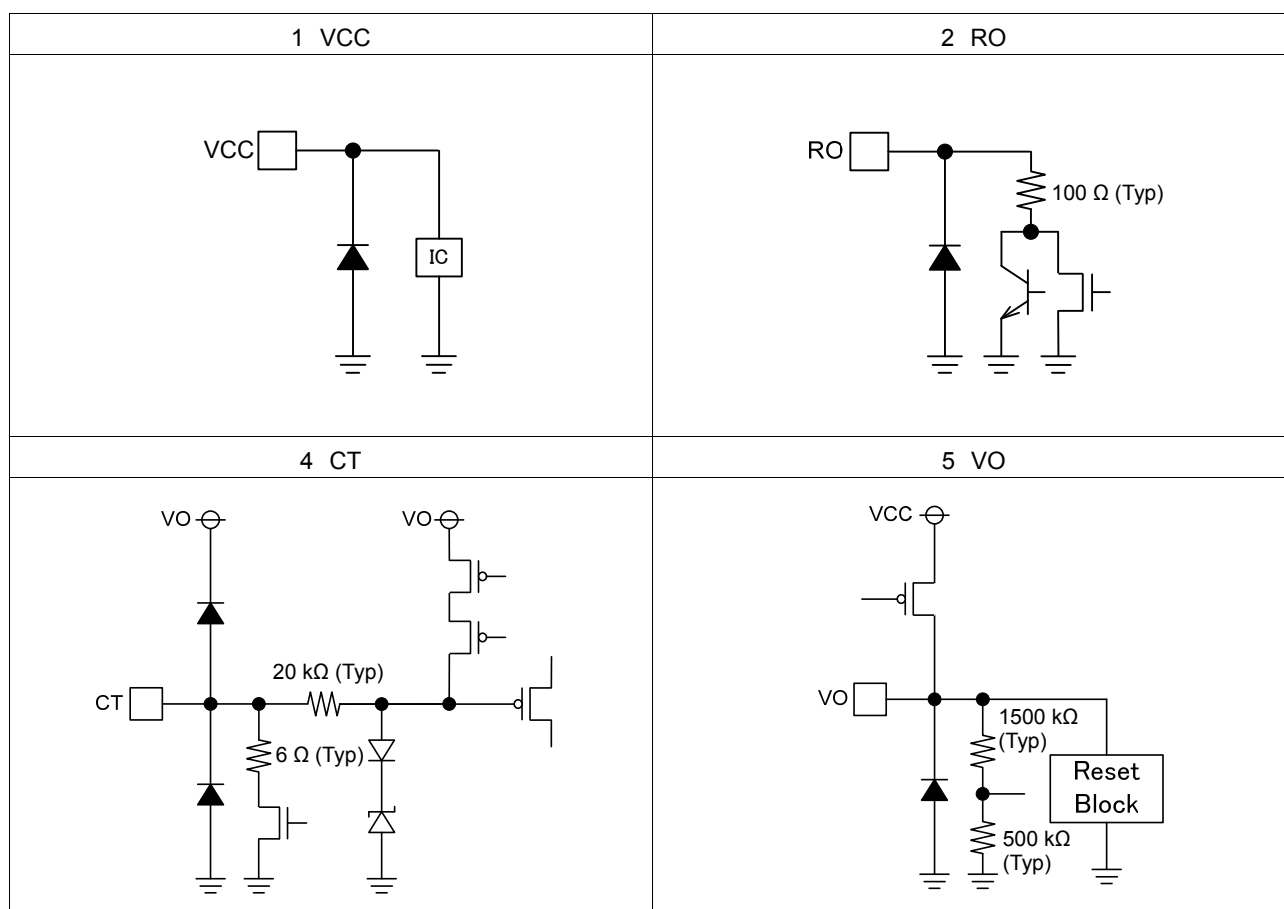 1 VCC
2 RO
VCC
IC
RO
100 Ω (Typ)
4 CT
5 VO
VO
VO
CT
20 kΩ (Typ)
6 Ω (Typ)
VCC
VO
1500 kΩ
(Typ)
500 kΩ
(Typ)
Reset
Block